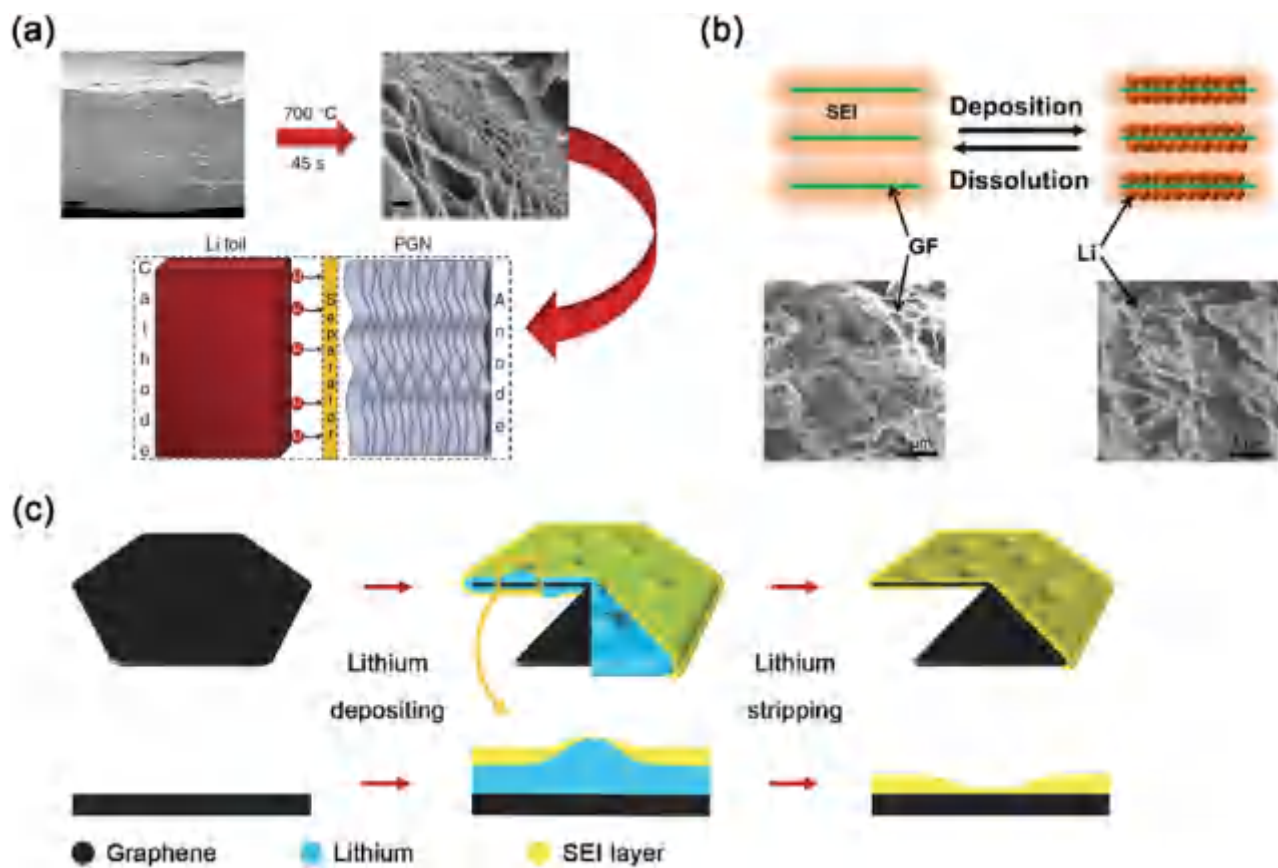 (a)
700 °C
45 s
Li foil
PGN
Cathode
Separator
Anode
(b)
SEI
Deposition
Dissolution
GF
Li
(c)
Lithium
depositing
Lithium
stripping
Graphene
Lithium
SEI layer